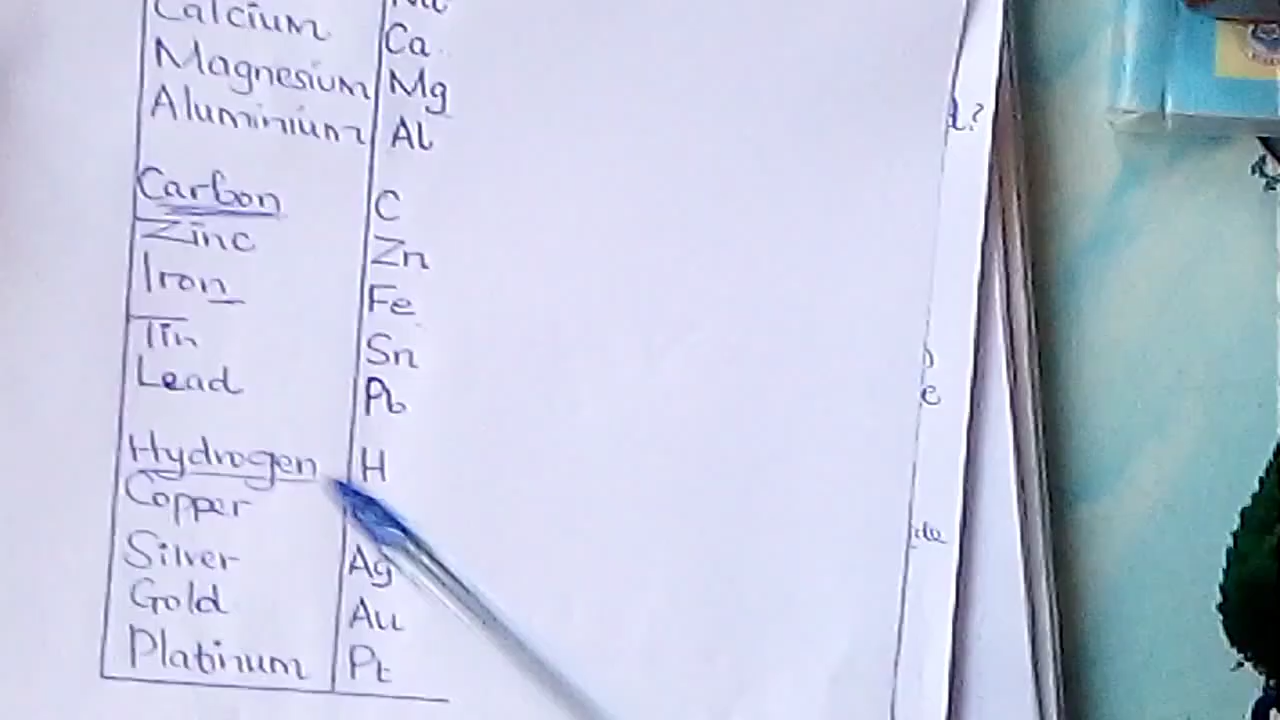 Calcium Ca
Magnesium Mg
Aluminium Al
Carbon C
Zinc Zn
Iron Fe
Tin Sn
Lead Pb
Hydrogen H
Copper
Silver Ag
Gold Au
Platinum Pt